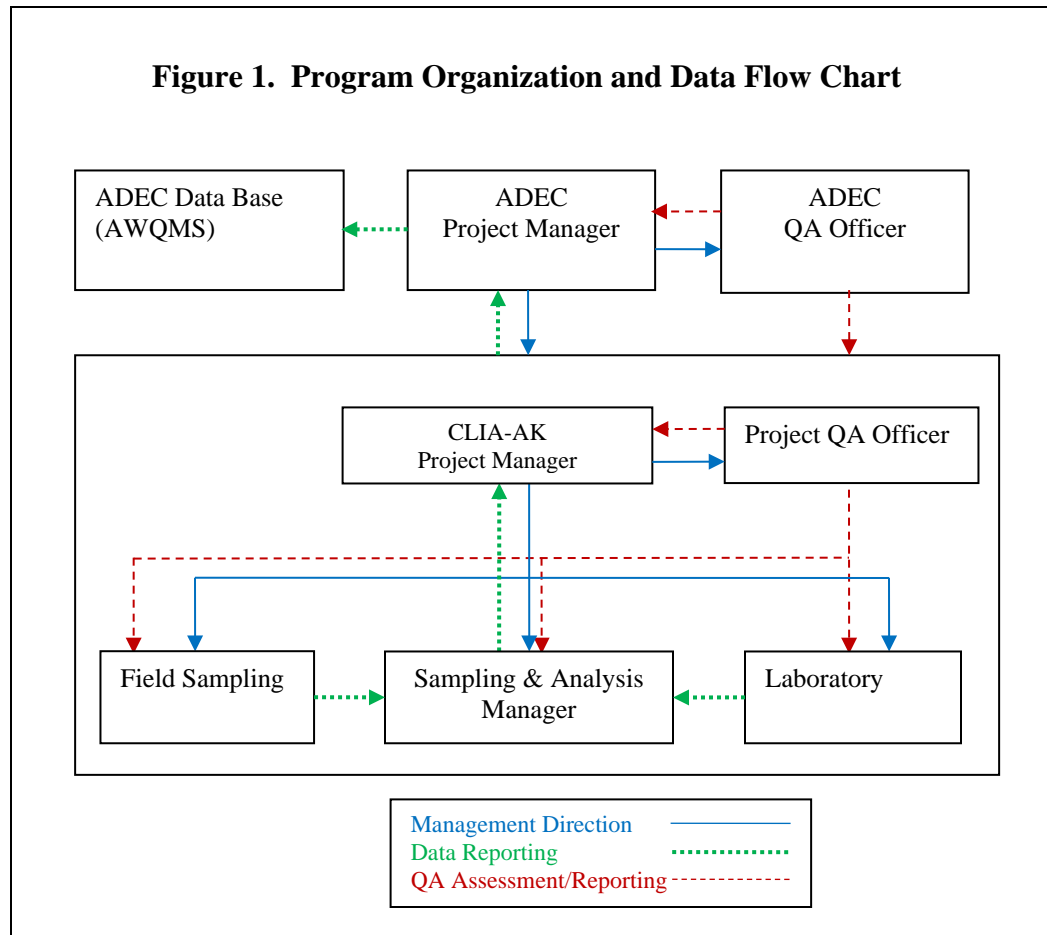 Figure 1. Program Organization and Data Flow Chart
ADEC Data Base
(AWQMS)
ADEC
Project Manager
ADEC
QA Officer
CLIA-AK
Project Manager
Project QA Officer
Field Sampling
Sampling & Analysis
Manager
Laboratory
Management Direction
Data Reporting
QA Assessment/Reporting